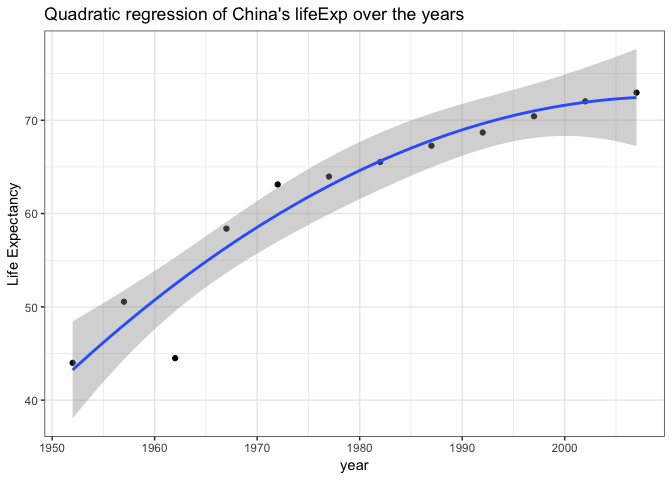 Quadratic regression of China's lifeExp over the years
Life Expectancy
70
60
50
40
1950 1960 1970 1980 1990 2000
year